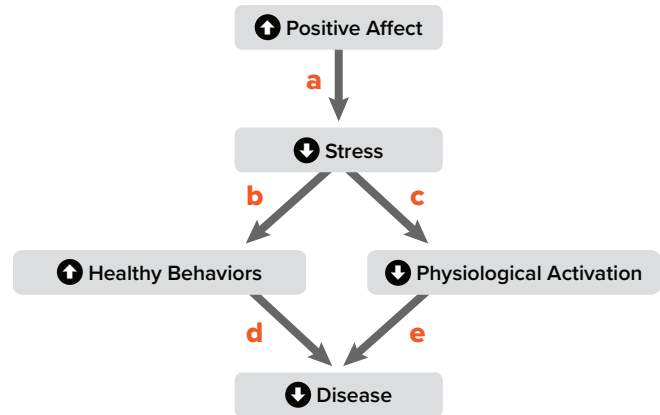 Positive Affect
a
Stress
b
c
Healthy Behaviors
Physiological Activation
d
e
Disease